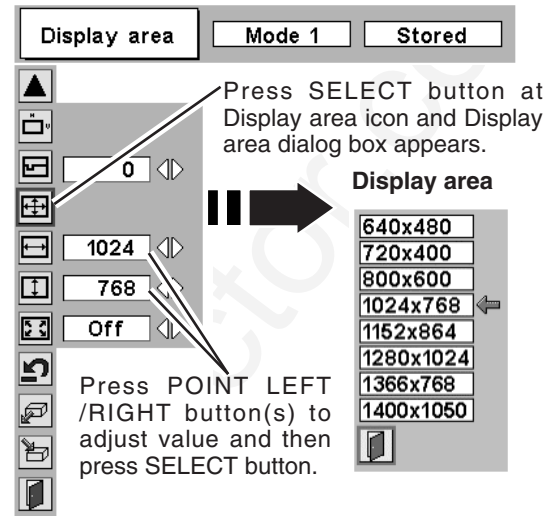 Display area Mode 1 Stored
Press SELECT button at
Display area icon and Display
area dialog box appears.
H
V
0
Display area
640x480
720x400
800x600
1024x768
1152x864
1280x1024
1366x768
1400x1050
1024
768
Off
Press POINT LEFT
/RIGHT button(s) to
adjust value and then
press SELECT button.